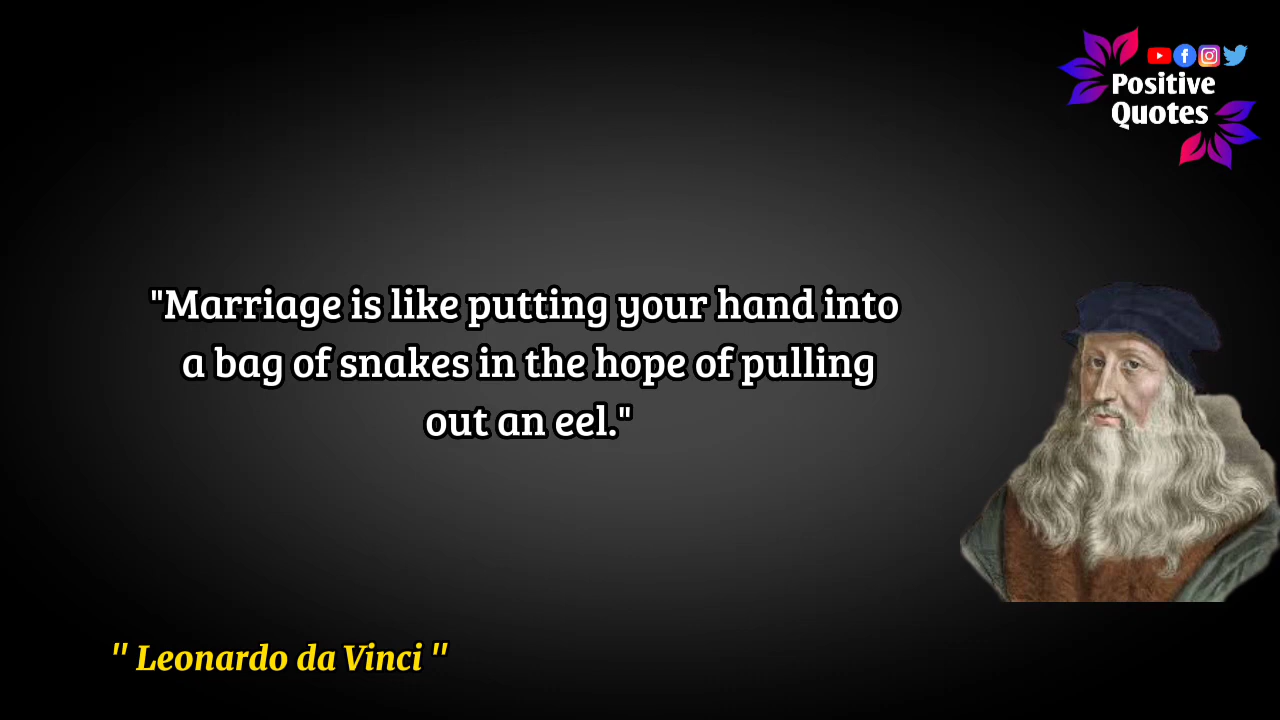 Positive
Quotes
"Marriage is like putting your hand into
a bag of snakes in the hope of pulling
out an eel."
" Leonardo da Vinci "